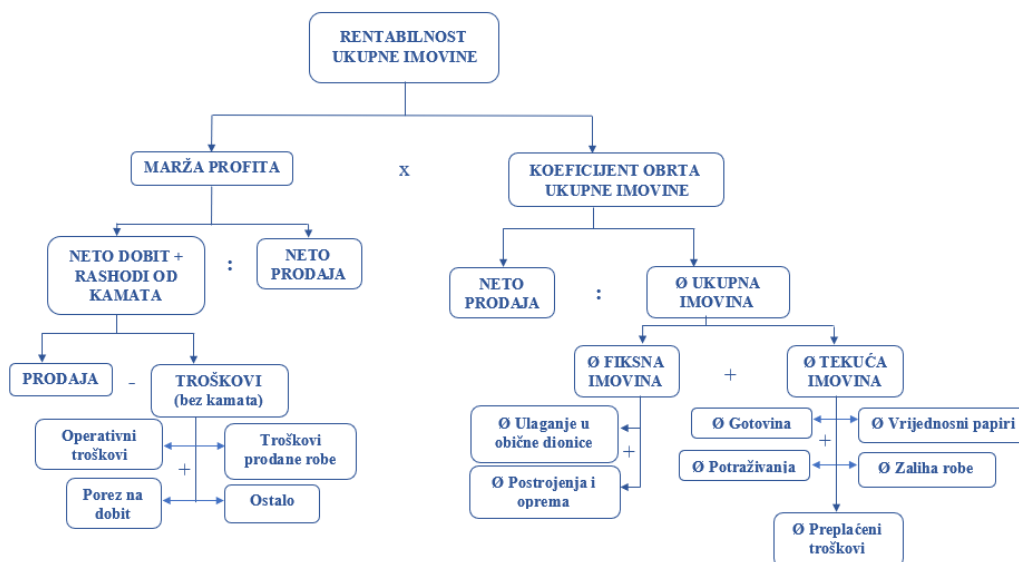 RENTABILNOST
UKUPNE IMOVINE
MARŽA PROFITA
x
KOEFICIJENT OBRTA
UKUPNE IMOVINE
NETO DOBIT +
RASHODI OD
KAMATA
:
NETO
PRODAJA
NETO
PRODAJA
:
Ø UKUPNA
IMOVINA
PRODAJA
-
TROŠKOVI
(bez kamata)
Ø FIKSNA
IMOVINA
+
Ø TEKUĆA
IMOVINA
Operativni
troškovi
Troškovi
prodane robe
+
Porez na
dobit
Ostalo
Ø Ulaganje u
obične dionice
+
Ø Postrojenja i
oprema
Ø Gotovina
Ø Vrijednosni papiri
+
Ø Potraživanja
Ø Zaliha robe
Ø Preplaćeni
troškovi